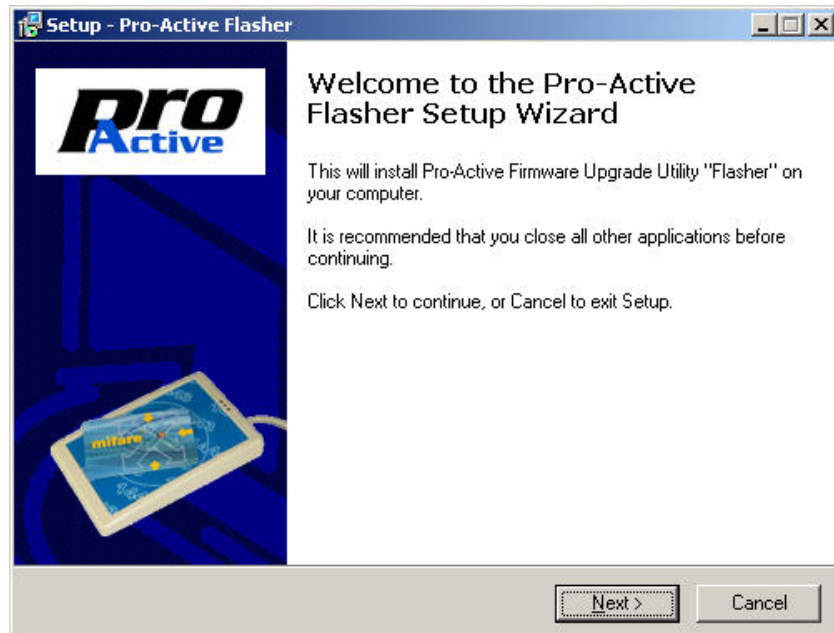 Setup - Pro-Active Flasher
pro
Active
Welcome to the Pro-Active
Flasher Setup Wizard
This will install Pro-Active Firmware Upgrade Utility "Flasher" on
your computer.
It is recommended that you close all other applications before
continuing.
Click Next to continue, or Cancel to exit Setup.
mifare
Next >
Cancel